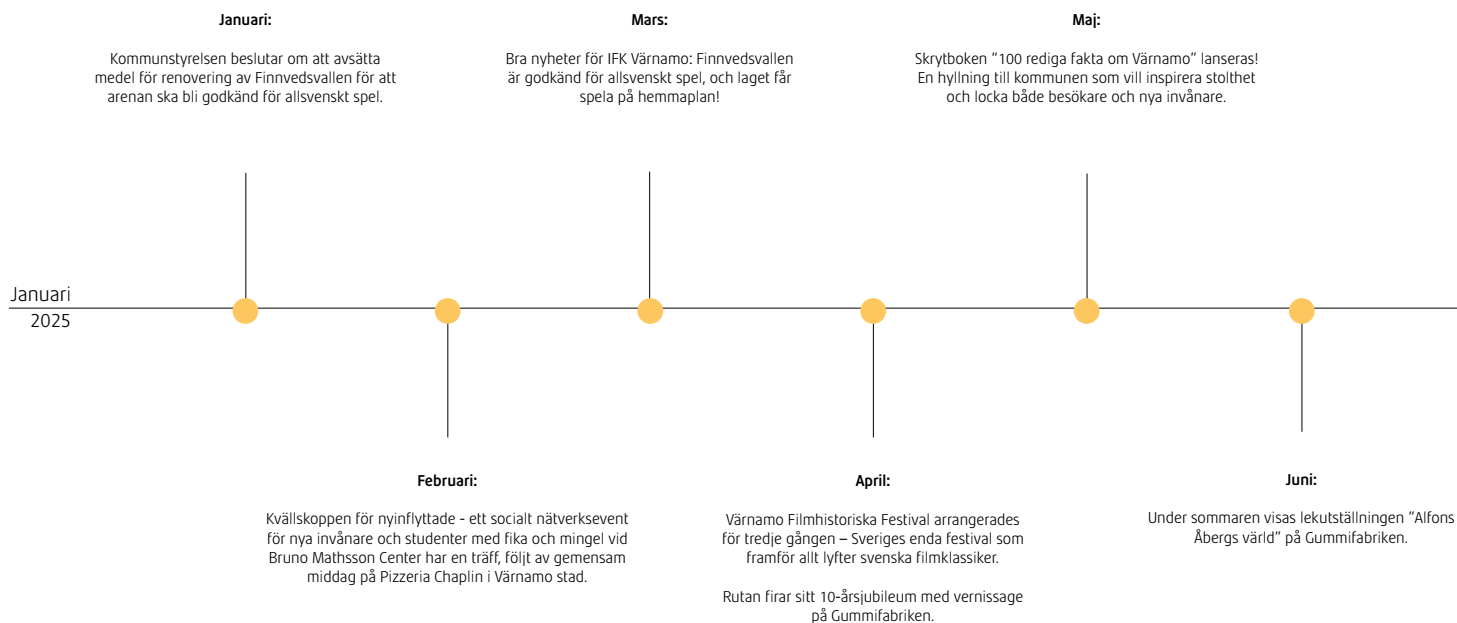 Januari:
Kommunstyrelsen beslutar om att avsätta
medel för renovering av Finnvedsvallen för att
arenan ska bli godkänd för allsvenskt spel.
Mars:
Bra nyheter för IFK Värnamo: Finnvedsvallen
är godkänd för allsvenskt spel, och laget får
spela på hemmaplan!
Maj:
Skrytboken "100 rediga fakta om Värnamo" lanseras!
En hyllning till kommunen som vill inspirera stolthet
och locka både besökare och nya invånare.
Januari
2025
Februari:
Kvällskoppen för nyinflyttade - ett socialt nätverksevent
för nya invånare och studenter med fika och mingel vid
Bruno Mathsson Center har en träff, följt av gemensam
middag på Pizzeria Chaplin i Värnamo stad.
April:
Värnamo Filmhistoriska Festival arrangerades
för tredje gången – Sveriges enda festival som
framför allt lyfter svenska filmklassiker.
Rutan firar sitt 10-årsjubileum med vernissage
på Gummifabriken.
Juni:
Under sommaren visas lekutställningen "Alfons
Åbergs värld" på Gummifabriken.